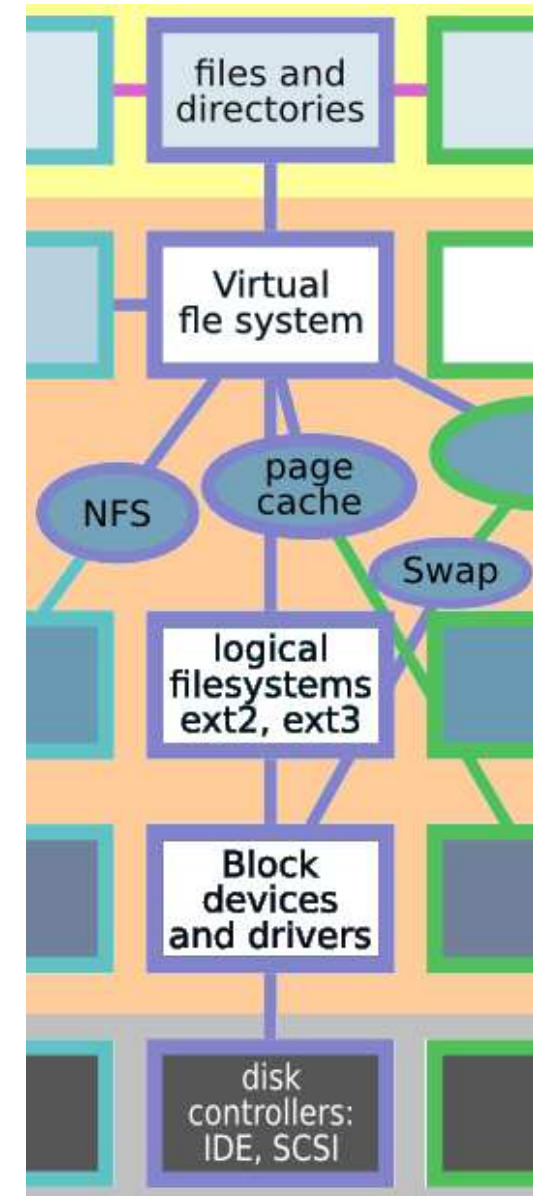 files and
directories
Virtual
fle system
page
cache
NFS
Swap
logical
filesystems
ext2, ext3
Block
devices
and drivers
disk
controllers:
IDE, SCSI